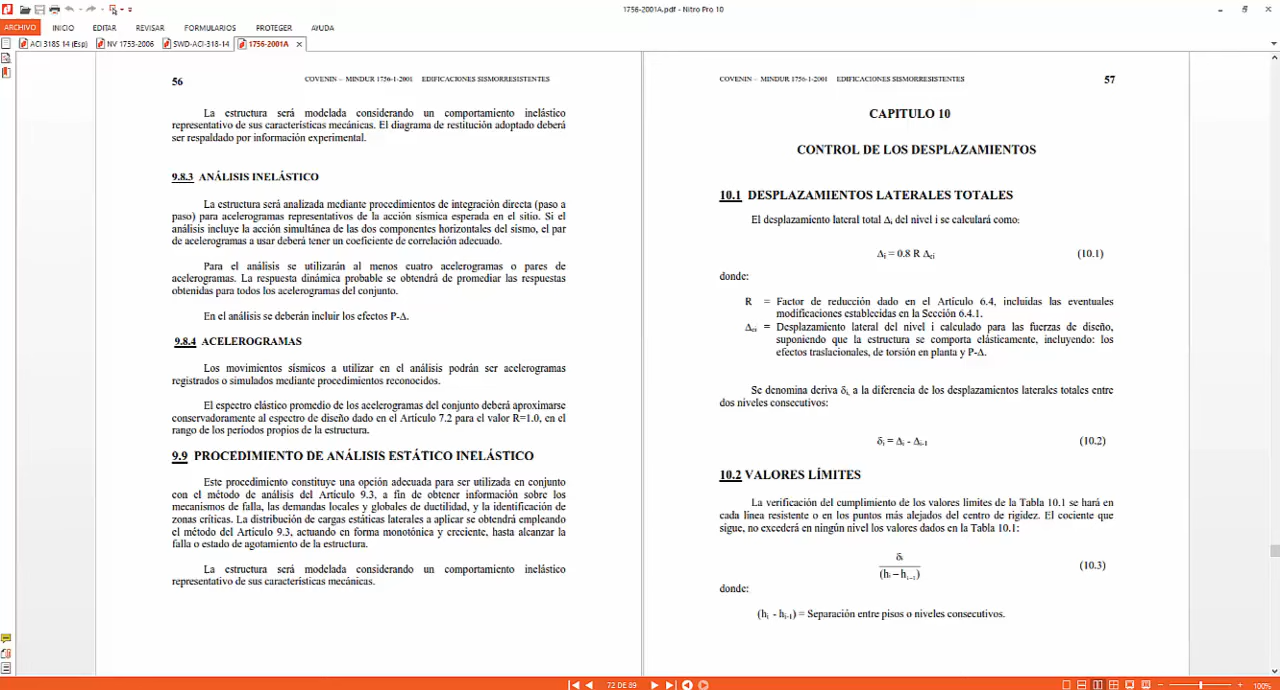 1756-2001A.pdf - Nitro Pro 10
ARCHIVO INICIO EDITAR REVISAR FORMULARIOS PROTEGER AYUDA
ACI 318S 14 (Esp) NV 1753-2006 SWD-ACI-318-14 1756-2001A
56 COVENIN – MINDUR 1756-1-2001 EDIFICACIONES SISMORRESISTENTES
La estructura será modelada considerando un comportamiento inelástico
representativo de sus características mecánicas. El diagrama de restitución adoptado deberá
ser respaldado por información experimental.
9.8.3 ANÁLISIS INELÁSTICO
La estructura será analizada mediante procedimientos de integración directa (paso a
paso) para acelerogramas representativos de la acción sísmica esperada en el sitio. Si el
análisis incluye la acción simultánea de las dos componentes horizontales del sismo, el par
de acelerogramas a usar deberá tener un coeficiente de correlación adecuado.
Para el análisis se utilizarán al menos cuatro acelerogramas o pares de
acelerogramas. La respuesta dinámica probable se obtendrá de promediar las respuestas
obtenidas para todos los acelerogramas del conjunto.
En el análisis se deberán incluir los efectos P-Δ.
9.8.4 ACELEROGRAMAS
Los movimientos sísmicos a utilizar en el análisis podrán ser acelerogramas
registrados o simulados mediante procedimientos reconocidos.
El espectro elástico promedio de los acelerogramas del conjunto deberá aproximarse
conservadoramente al espectro de diseño dado en el Artículo 7.2 para el valor R=1.0, en el
rango de los períodos propios de la estructura.
9.9 PROCEDIMIENTO DE ANÁLISIS ESTÁTICO INELÁSTICO
Este procedimiento constituye una opción adecuada para ser utilizada en conjunto
con el método de análisis del Artículo 9.3, a fin de obtener información sobre los
mecanismos de falla, las demandas locales y globales de ductilidad, y la identificación de
zonas críticas. La distribución de cargas estáticas laterales a aplicar se obtendrá empleando
el método del Artículo 9.3, actuando en forma monotónica y creciente, hasta alcanzar la
falla o estado de agotamiento de la estructura.
La estructura será modelada considerando un comportamiento inelástico
representativo de sus características mecánicas.
COVENIN – MINDUR 1756-1-2001 EDIFICACIONES SISMORRESISTENTES 57
CAPITULO 10
CONTROL DE LOS DESPLAZAMIENTOS
10.1 DESPLAZAMIENTOS LATERALES TOTALES
El desplazamiento lateral total Δi del nivel i se calculará como:
Δi = 0.8 R Δei (10.1)
donde:
R = Factor de reducción dado en el Artículo 6.4, incluidas las eventuales
modificaciones establecidas en la Sección 6.4.1.
Δei = Desplazamiento lateral del nivel i calculado para las fuerzas de diseño,
suponiendo que la estructura se comporta elásticamente, incluyendo: los
efectos traslacionales, de torsión en planta y P-Δ.
Se denomina deriva δi, a la diferencia de los desplazamientos laterales totales entre
dos niveles consecutivos:
δi = Δi - Δi-1 (10.2)
10.2 VALORES LÍMITES
La verificación del cumplimiento de los valores límites de la Tabla 10.1 se hará en
cada línea resistente o en los puntos más alejados del centro de rigidez. El cociente que
sigue, no excederá en ningún nivel los valores dados en la Tabla 10.1:
δi
(hi – hi-1) (10.3)
donde:
(hi - hi-1) = Separación entre pisos o niveles consecutivos.
72 DE 89
100%